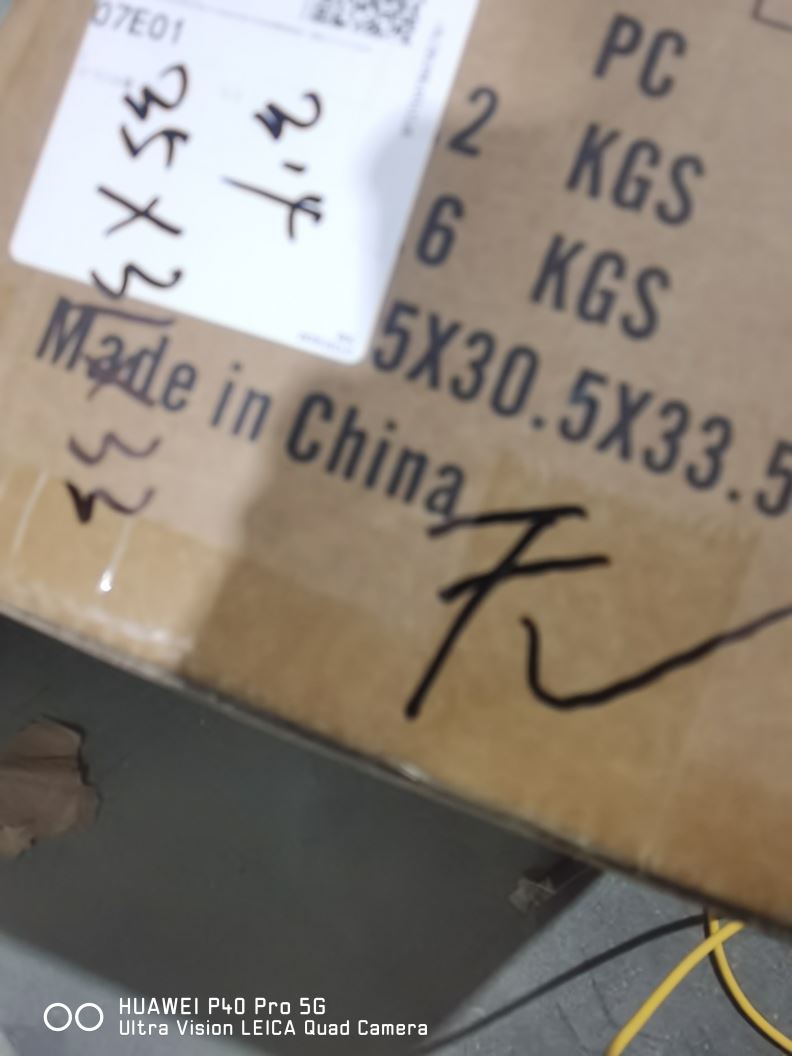 07E01
PC
.2 KGS
6 KGS
5X30.5X33.5
Made in China
无
HUAWEI P40 Pro 5G
Ultra Vision LEICA Quad Camera